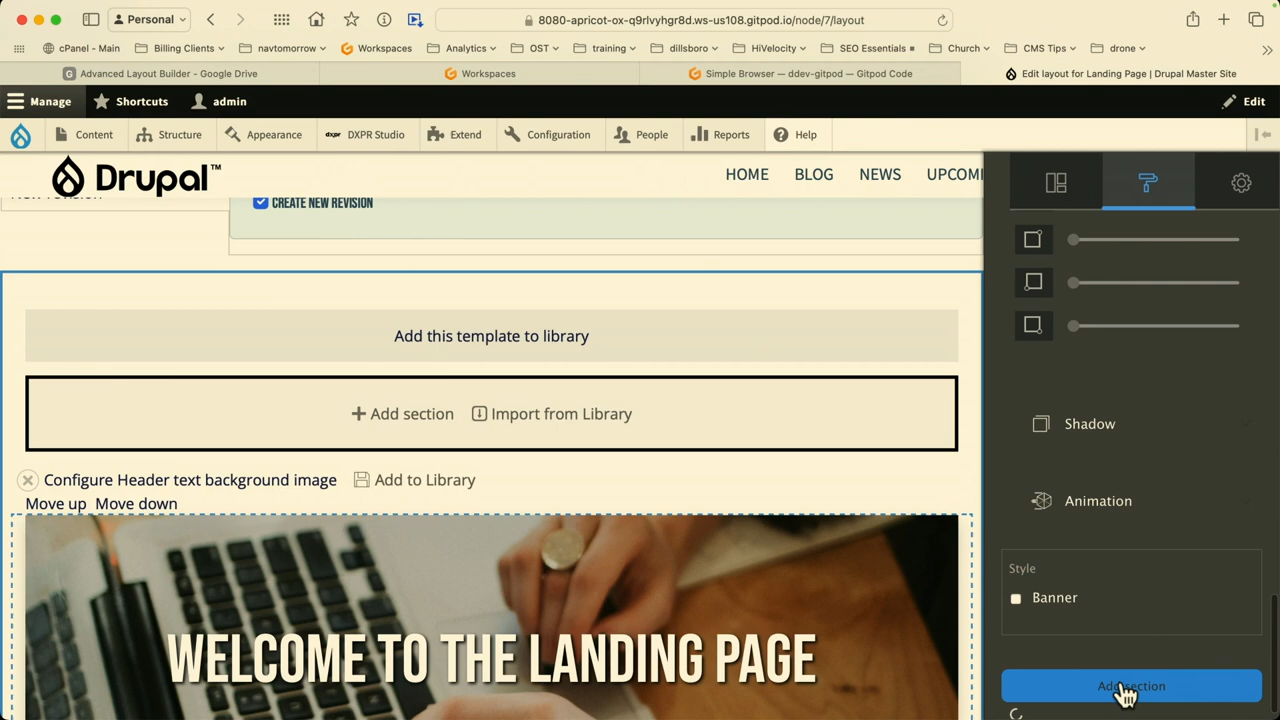 Personal
8080-apricot-ox-q9rlvyhgr8d.ws-us108.gitpod.io/node/7/layout
cPanel - Main
Billing Clients
navtomorrow
Workspaces
Analytics
OST
training
dillsboro
HiVelocity
SEO Essentials
Church
CMS Tips
drone
Advanced Layout Builder - Google Drive
Workspaces
Simple Browser — ddev-gitpod — Gitpod Code
Edit layout for Landing Page | Drupal Master Site
Manage
Shortcuts
admin
Edit
Content
Structure
Appearance
dxpr DXPR Studio
Extend
Configuration
People
Reports
Help
Drupal™
HOME
BLOG
NEWS
UPCOMI
CREATE NEW REVISION
Add this template to library
Add section
Import from Library
Configure Header text background image
Add to Library
Move up Move down
WELCOME TO THE LANDING PAGE
Shadow
Animation
Style
Banner
Add section